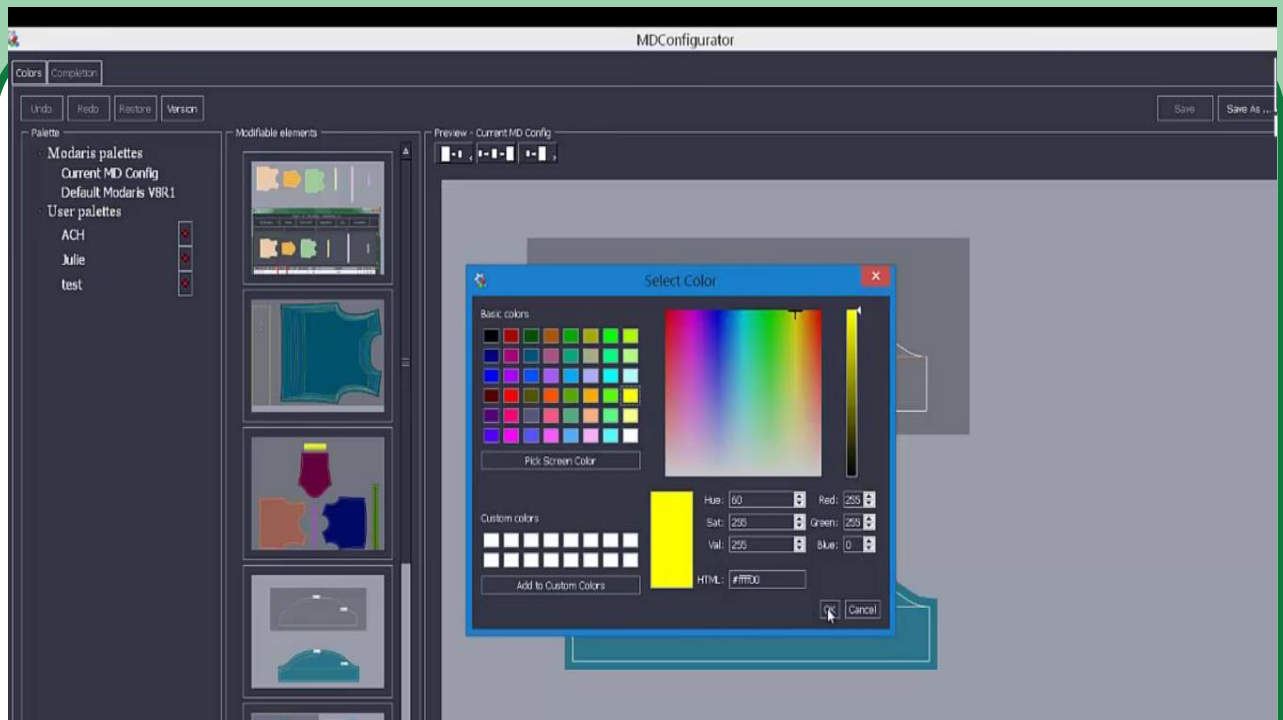 MDConfigurator
Colors Completion
Undo Redo Restore Version Save Save As ...
Palette
Modaris palettes
Current MD Config
Default Modaris V8R1
User palettes
ACH
Julie
test
Modifiable elements
Preview - Current MD Config
Select Color
Basic colors
Pick Screen Color
Custom colors
Add to Custom Colors
Hue: 60 Red: 255
Sat: 255 Green: 255
Val: 255 Blue: 0
HTML: #ffff00
OK Cancel